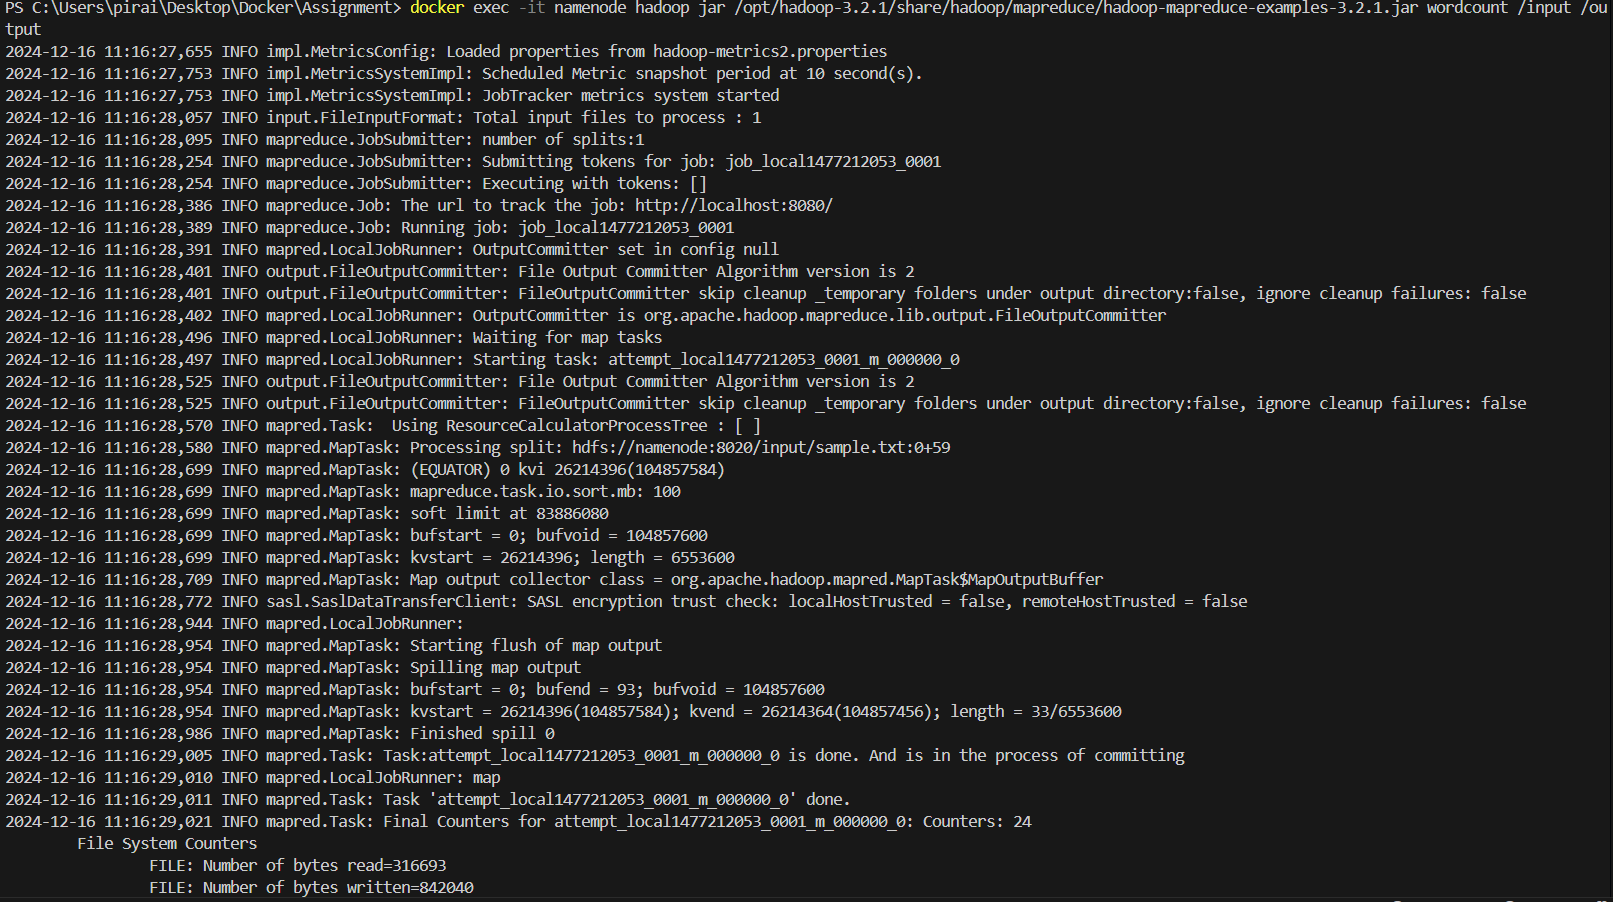 PS C:\Users\pirai\Desktop\Docker\Assignment> docker exec -it namenode hadoop jar /opt/hadoop-3.2.1/share/hadoop/mapreduce/hadoop-mapreduce-examples-3.2.1.jar wordcount /input /ou
tput
2024-12-16 11:16:27,655 INFO impl.MetricsConfig: Loaded properties from hadoop-metrics2.properties
2024-12-16 11:16:27,753 INFO impl.MetricsSystemImpl: Scheduled Metric snapshot period at 10 second(s).
2024-12-16 11:16:27,753 INFO impl.MetricsSystemImpl: JobTracker metrics system started
2024-12-16 11:16:28,057 INFO input.FileInputFormat: Total input files to process : 1
2024-12-16 11:16:28,095 INFO mapreduce.JobSubmitter: number of splits:1
2024-12-16 11:16:28,254 INFO mapreduce.JobSubmitter: Submitting tokens for job: job_local1477212053_0001
2024-12-16 11:16:28,254 INFO mapreduce.JobSubmitter: Executing with tokens: []
2024-12-16 11:16:28,386 INFO mapreduce.Job: The url to track the job: http://localhost:8080/
2024-12-16 11:16:28,389 INFO mapreduce.Job: Running job: job_local1477212053_0001
2024-12-16 11:16:28,391 INFO mapred.LocalJobRunner: OutputCommitter set in config null
2024-12-16 11:16:28,401 INFO output.FileOutputCommitter: File Output Committer Algorithm version is 2
2024-12-16 11:16:28,401 INFO output.FileOutputCommitter: FileOutputCommitter skip cleanup _temporary folders under output directory:false, ignore cleanup failures: false
2024-12-16 11:16:28,402 INFO mapred.LocalJobRunner: OutputCommitter is org.apache.hadoop.mapreduce.lib.output.FileOutputCommitter
2024-12-16 11:16:28,496 INFO mapred.LocalJobRunner: Waiting for map tasks
2024-12-16 11:16:28,497 INFO mapred.LocalJobRunner: Starting task: attempt_local1477212053_0001_m_000000_0
2024-12-16 11:16:28,525 INFO output.FileOutputCommitter: File Output Committer Algorithm version is 2
2024-12-16 11:16:28,525 INFO output.FileOutputCommitter: FileOutputCommitter skip cleanup _temporary folders under output directory:false, ignore cleanup failures: false
2024-12-16 11:16:28,570 INFO mapred.Task:  Using ResourceCalculatorProcessTree : [ ]
2024-12-16 11:16:28,580 INFO mapred.MapTask: Processing split: hdfs://namenode:8020/input/sample.txt:0+59
2024-12-16 11:16:28,699 INFO mapred.MapTask: (EQUATOR) 0 kvi 26214396(104857584)
2024-12-16 11:16:28,699 INFO mapred.MapTask: mapreduce.task.io.sort.mb: 100
2024-12-16 11:16:28,699 INFO mapred.MapTask: soft limit at 83886080
2024-12-16 11:16:28,699 INFO mapred.MapTask: bufstart = 0; bufvoid = 104857600
2024-12-16 11:16:28,699 INFO mapred.MapTask: kvstart = 26214396; length = 6553600
2024-12-16 11:16:28,709 INFO mapred.MapTask: Map output collector class = org.apache.hadoop.mapred.MapTask$MapOutputBuffer
2024-12-16 11:16:28,772 INFO sasl.SaslDataTransferClient: SASL encryption trust check: localHostTrusted = false, remoteHostTrusted = false
2024-12-16 11:16:28,944 INFO mapred.LocalJobRunner:
2024-12-16 11:16:28,954 INFO mapred.MapTask: Starting flush of map output
2024-12-16 11:16:28,954 INFO mapred.MapTask: Spilling map output
2024-12-16 11:16:28,954 INFO mapred.MapTask: bufstart = 0; bufend = 93; bufvoid = 104857600
2024-12-16 11:16:28,954 INFO mapred.MapTask: kvstart = 26214396(104857584); kvend = 26214364(104857456); length = 33/6553600
2024-12-16 11:16:28,986 INFO mapred.MapTask: Finished spill 0
2024-12-16 11:16:29,005 INFO mapred.Task: Task:attempt_local1477212053_0001_m_000000_0 is done. And is in the process of committing
2024-12-16 11:16:29,010 INFO mapred.LocalJobRunner: map
2024-12-16 11:16:29,011 INFO mapred.Task: Task 'attempt_local1477212053_0001_m_000000_0' done.
2024-12-16 11:16:29,021 INFO mapred.Task: Final Counters for attempt_local1477212053_0001_m_000000_0: Counters: 24
File System Counters
FILE: Number of bytes read=316693
FILE: Number of bytes written=842040